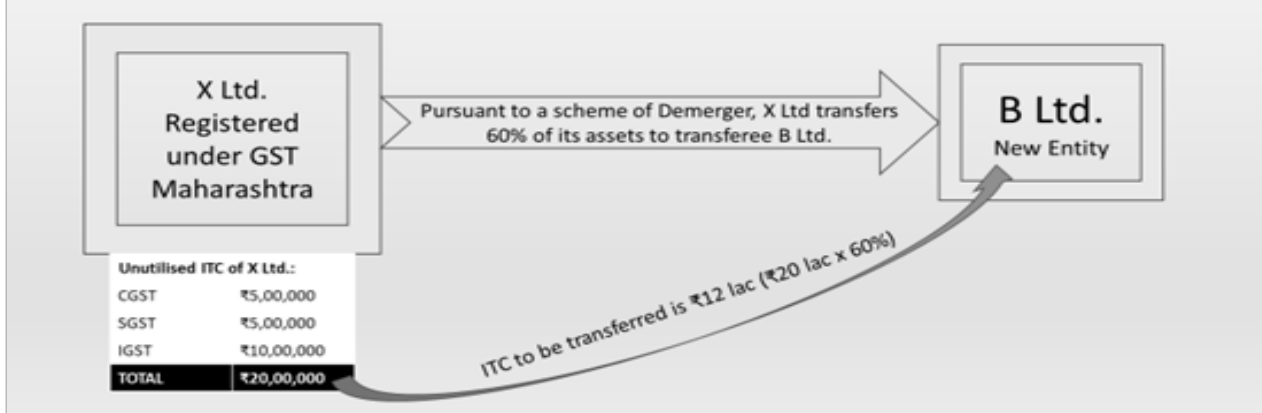 X Ltd.
Registered
under GST
Maharashtra
Pursuant to a scheme of Demerger, X Ltd transfers
60% of its assets to transferee B Ltd.
B Ltd.
New Entity
Unutilised ITC of X Ltd.:
CGST ₹5,00,000
SGST ₹5,00,000
IGST ₹10,00,000
TOTAL ₹20,00,000
ITC to be transferred is ₹12 lac (₹20 lac x 60%)